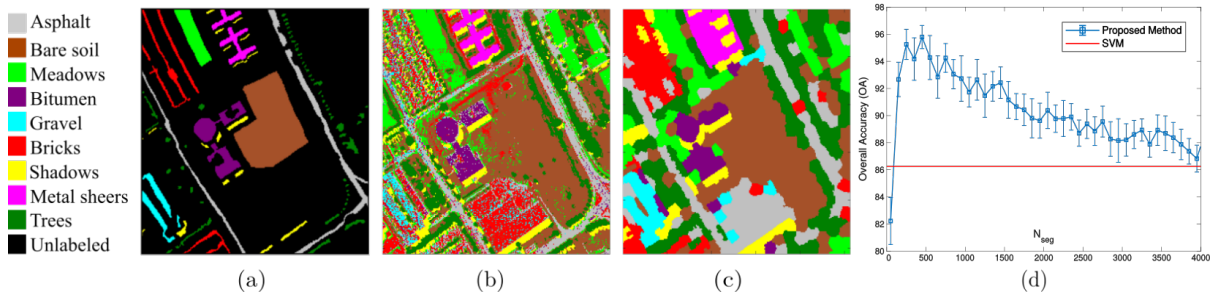 Asphalt
Bare soil
Meadows
Bitumen
Gravel
Bricks
Shadows
Metal sheers
Trees
Unlabeled
(a)
(b)
(c)
98
96
94
92
90
88
86
84
82
80
Overall Accuracy (OA)
Proposed Method
SVM
N_seg
0 500 1000 1500 2000 2500 3000 3500 4000
(d)